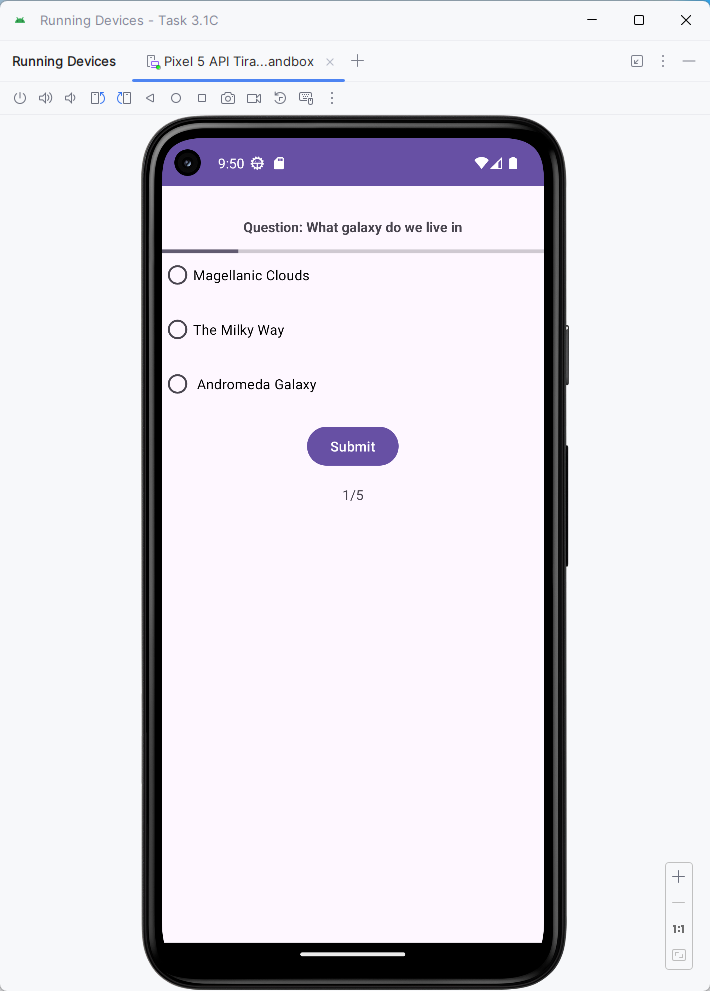 Running Devices - Task 3.1C
Running Devices
Pixel 5 API Tira...andbox
9:50
Question: What galaxy do we live in
Magellanic Clouds
The Milky Way
Andromeda Galaxy
Submit
1/5
1:1